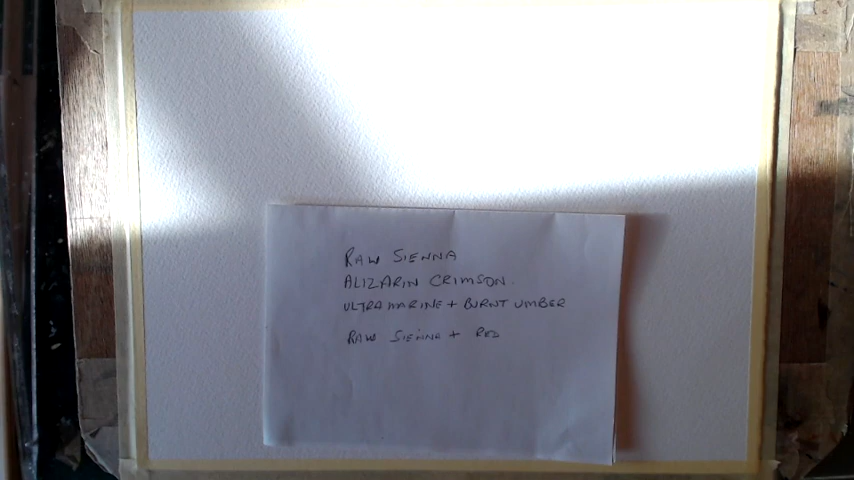 RAW SIENNA
ALIZARIN CRIMSON.
ULTRAMARINE + BURNT UMBER
RAW SIENNA + RED